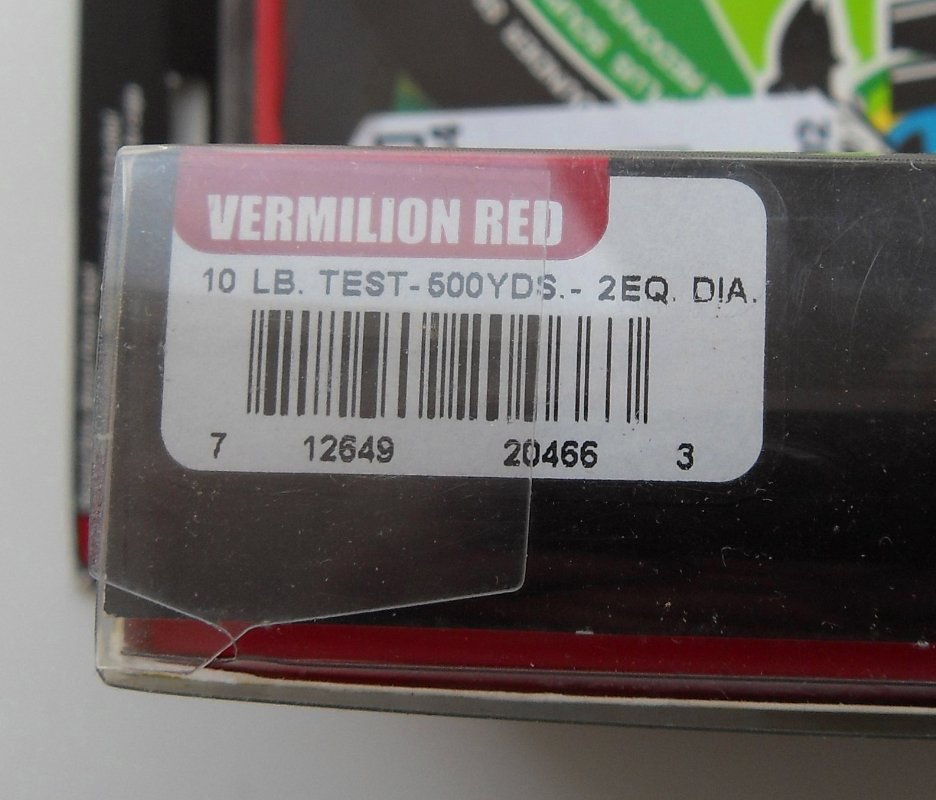 VERMILION RED
10 LB. TEST-500YDS.- 2EQ. DIA.
7 12649 20466 3